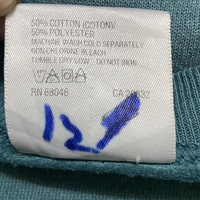 50% COTTON (COTON)/
50% POLYESTER
MACHINE WASH COLD SEPARATELY
NON-CHLORINE BLEACH
TUMBLE DRY LOW DO NOT IRON
RN 68046 CA
12